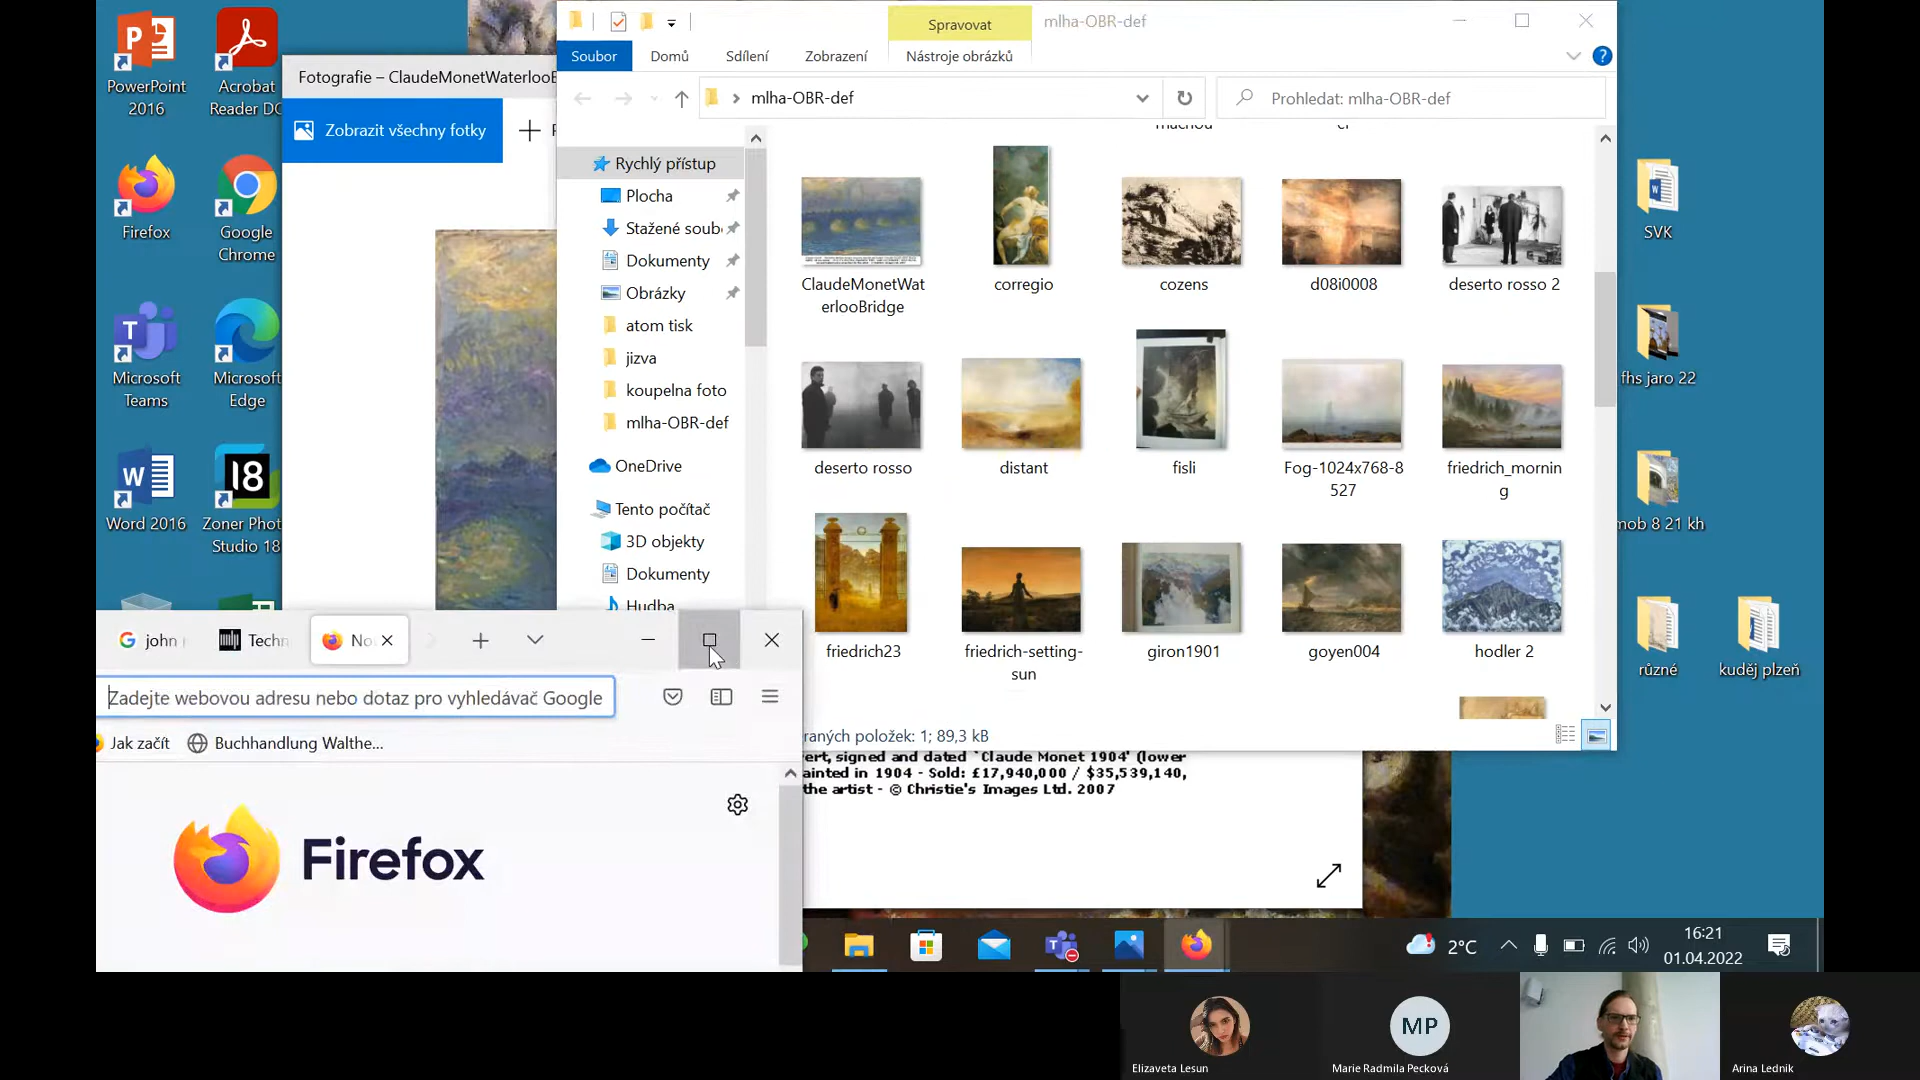 PowerPoint
2016
Acrobat
Reader DC
Firefox
Google
Chrome
Microsoft
Teams
Microsoft
Edge
Word 2016
Zoner Phot
Studio 18
18
Fotografie – ClaudeMonetWaterlooB
Zobrazit všechny fotky
Spravovat
mlha-OBR-def
Soubor
Domů
Sdílení
Zobrazení
Nástroje obrázků
mlha-OBR-def
Prohledat: mlha-OBR-def
Rychlý přístup
Plocha
Stažené soub
Dokumenty
Obrázky
atom tisk
jizva
koupelna foto
mlha-OBR-def
OneDrive
Tento počítač
3D objekty
Dokumenty
Hudba
ClaudeMonetWat
erlooBridge
corregio
cozens
d08i0008
deserto rosso 2
deserto rosso
distant
fisli
Fog-1024x768-8
527
friedrich_mornin
g
friedrich23
friedrich-setting-
sun
giron1901
goyen004
hodler 2
raných položek: 1; 89,3 kB
vert, signed and dated `Claude Monet 1904' (lower
ainted in 1904 - Sold: £17,940,000 / $35,539,140,
the artist - © Christie's Images Ltd. 2007
john
Techn
No
Zadejte webovou adresu nebo dotaz pro vyhledávač Google
Jak začít
Buchhandlung Walthe...
Firefox
SVK
fhs jaro 22
mob 8 21 kh
různé
kuděj plzeň
2°C
16:21
01.04.2022
MP
Elizaveta Lesun
Marie Radmila Pecková
Arina Lednik